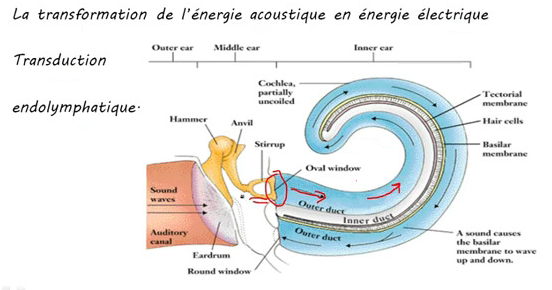 La transformation de l'énergie acoustique en énergie électrique
Transduction
endolymphatique.
Outer ear
Middle ear
Inner ear
Cochlea,
partially
uncoiled
Tectorial
membrane
Hair cells
Basilar
membrane
Hammer
Anvil
Stirrup
Oval window
Sound
waves
Outer duct
Inner duct
Outer duct
Auditory
canal
Eardrum
Round window
A sound causes
the basilar
membrane to wave
up and down.